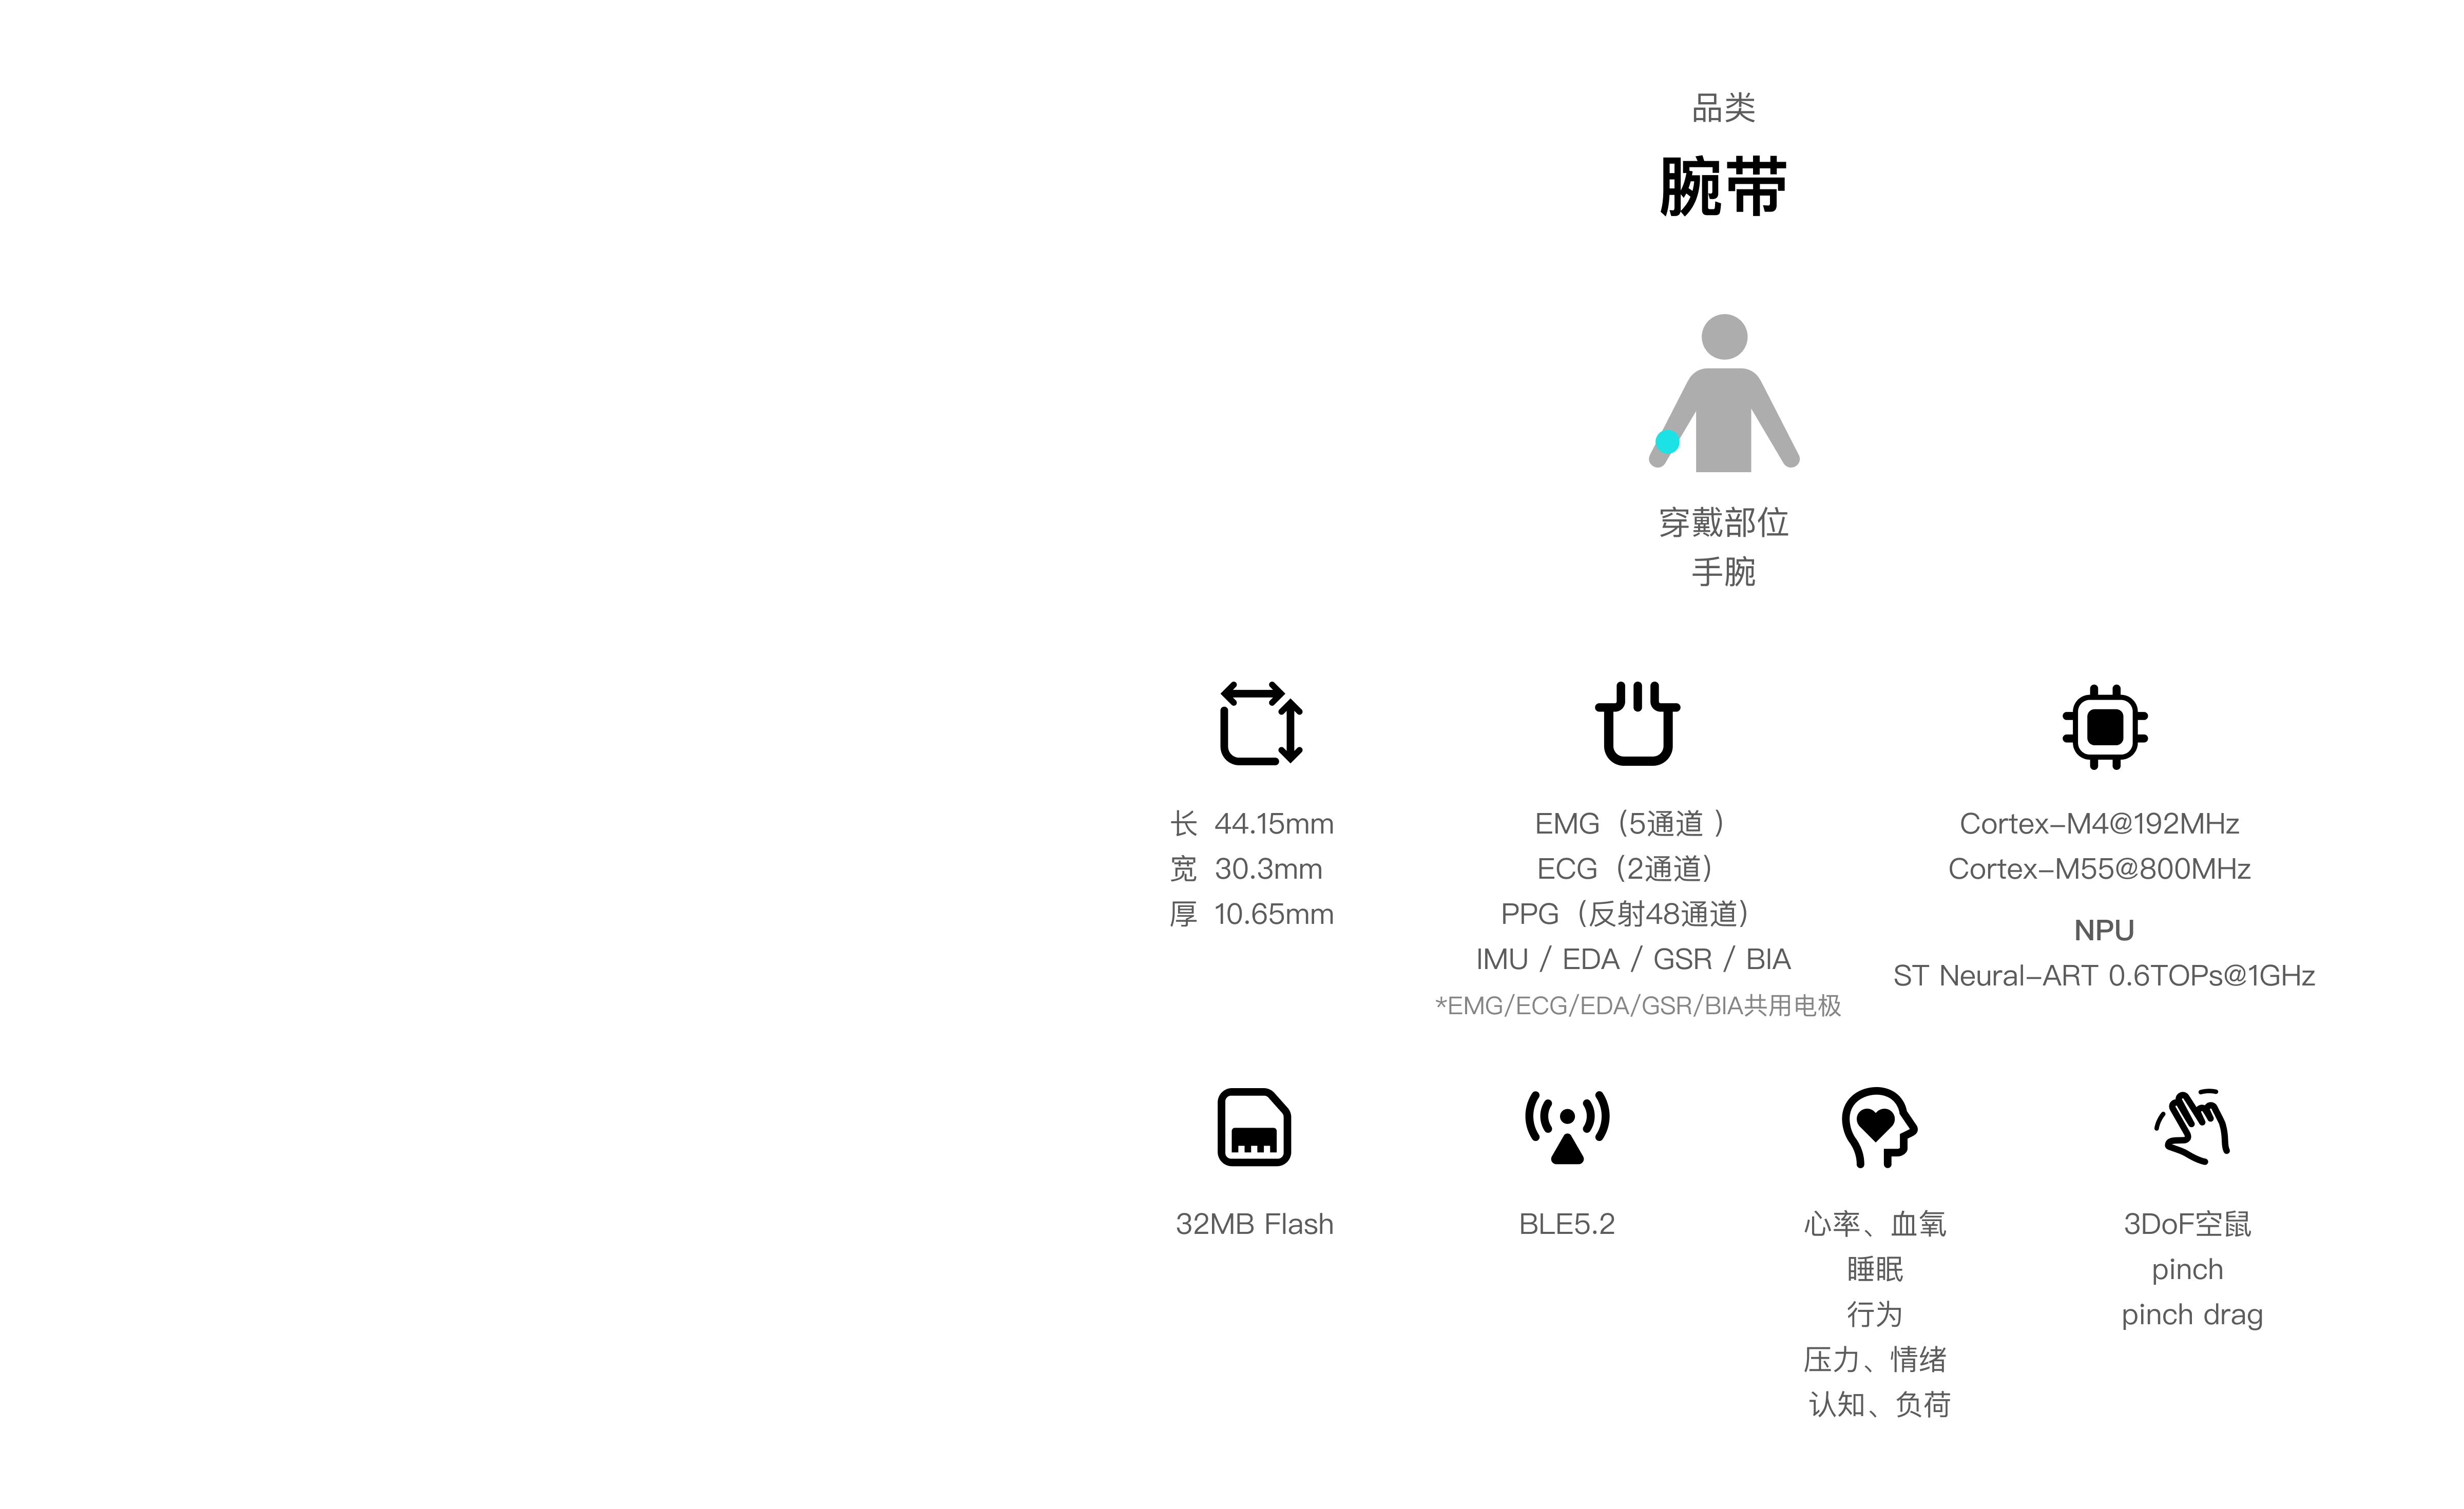 品类
腕带
穿戴部位
手腕
长 44.15mm
宽 30.3mm
厚 10.65mm
EMG（5通道 ）
ECG（2通道）
PPG（反射48通道）
IMU / EDA / GSR / BIA
*EMG/ECG/EDA/GSR/BIA共用电极
Cortex-M4@192MHz
Cortex-M55@800MHz
NPU
ST Neural-ART 0.6TOPs@1GHz
32MB Flash
BLE5.2
心率、血氧
睡眠
行为
压力、情绪
认知、负荷
3DoF空鼠
pinch
pinch drag